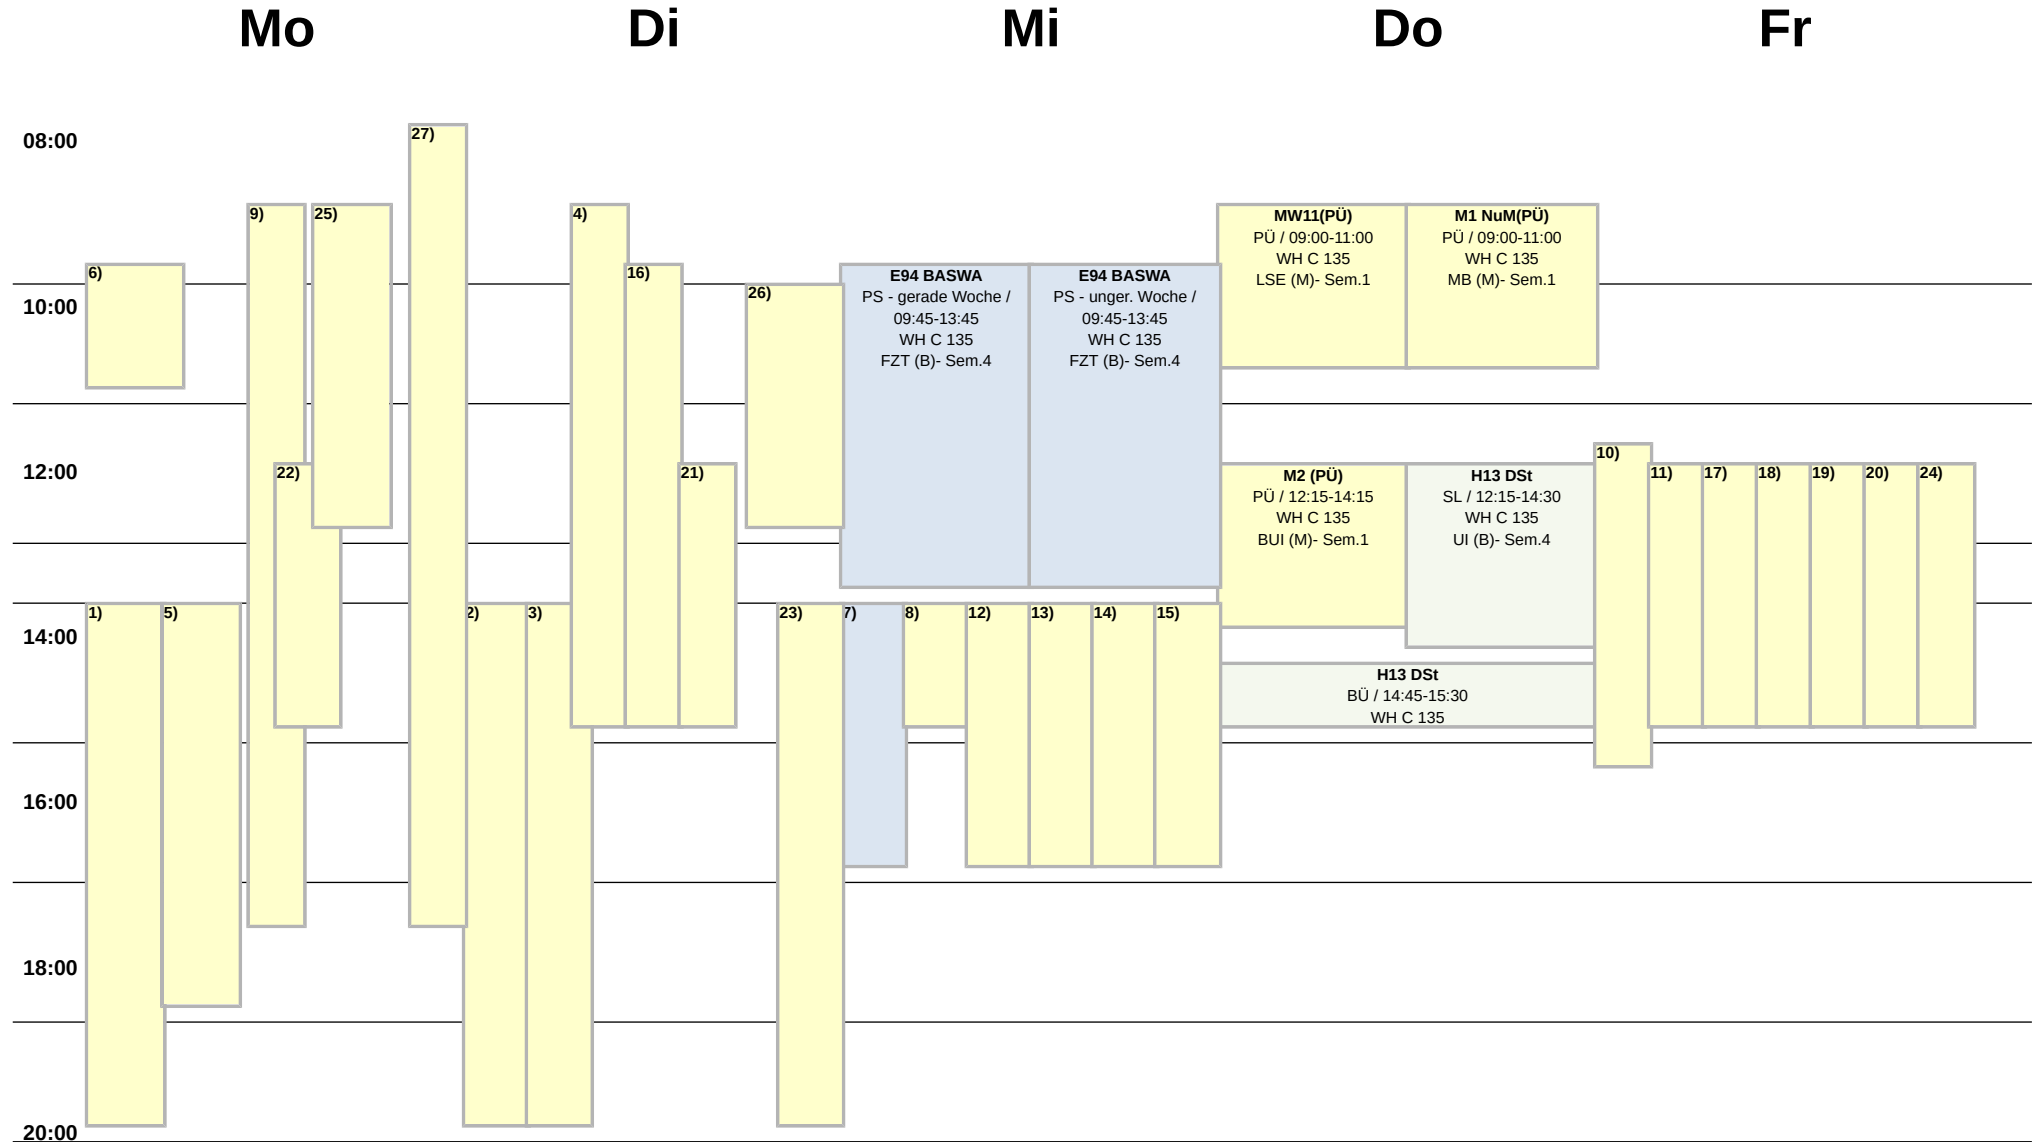 Mo Di Mi Do Fr
08:00
27)
9)
25)
4)
MW11(PÜ)
PÜ / 09:00-11:00
WH C 135
LSE (M)- Sem.1
M1 NuM(PÜ)
PÜ / 09:00-11:00
WH C 135
MB (M)- Sem.1
6)
16)
E94 BASWA
PS - gerade Woche /
09:45-13:45
WH C 135
FZT (B)- Sem.4
E94 BASWA
PS - unger. Woche /
09:45-13:45
WH C 135
FZT (B)- Sem.4
26)
10:00
10)
12:00
22)
21)
M2 (PÜ)
PÜ / 12:15-14:15
WH C 135
BUI (M)- Sem.1
H13 DSt
SL / 12:15-14:30
WH C 135
UI (B)- Sem.4
11)
17)
18)
19)
20)
24)
1)
5)
2)
3)
23)
7)
8)
12)
13)
14)
15)
14:00
H13 DSt
BÜ / 14:45-15:30
WH C 135
16:00
18:00
20:00